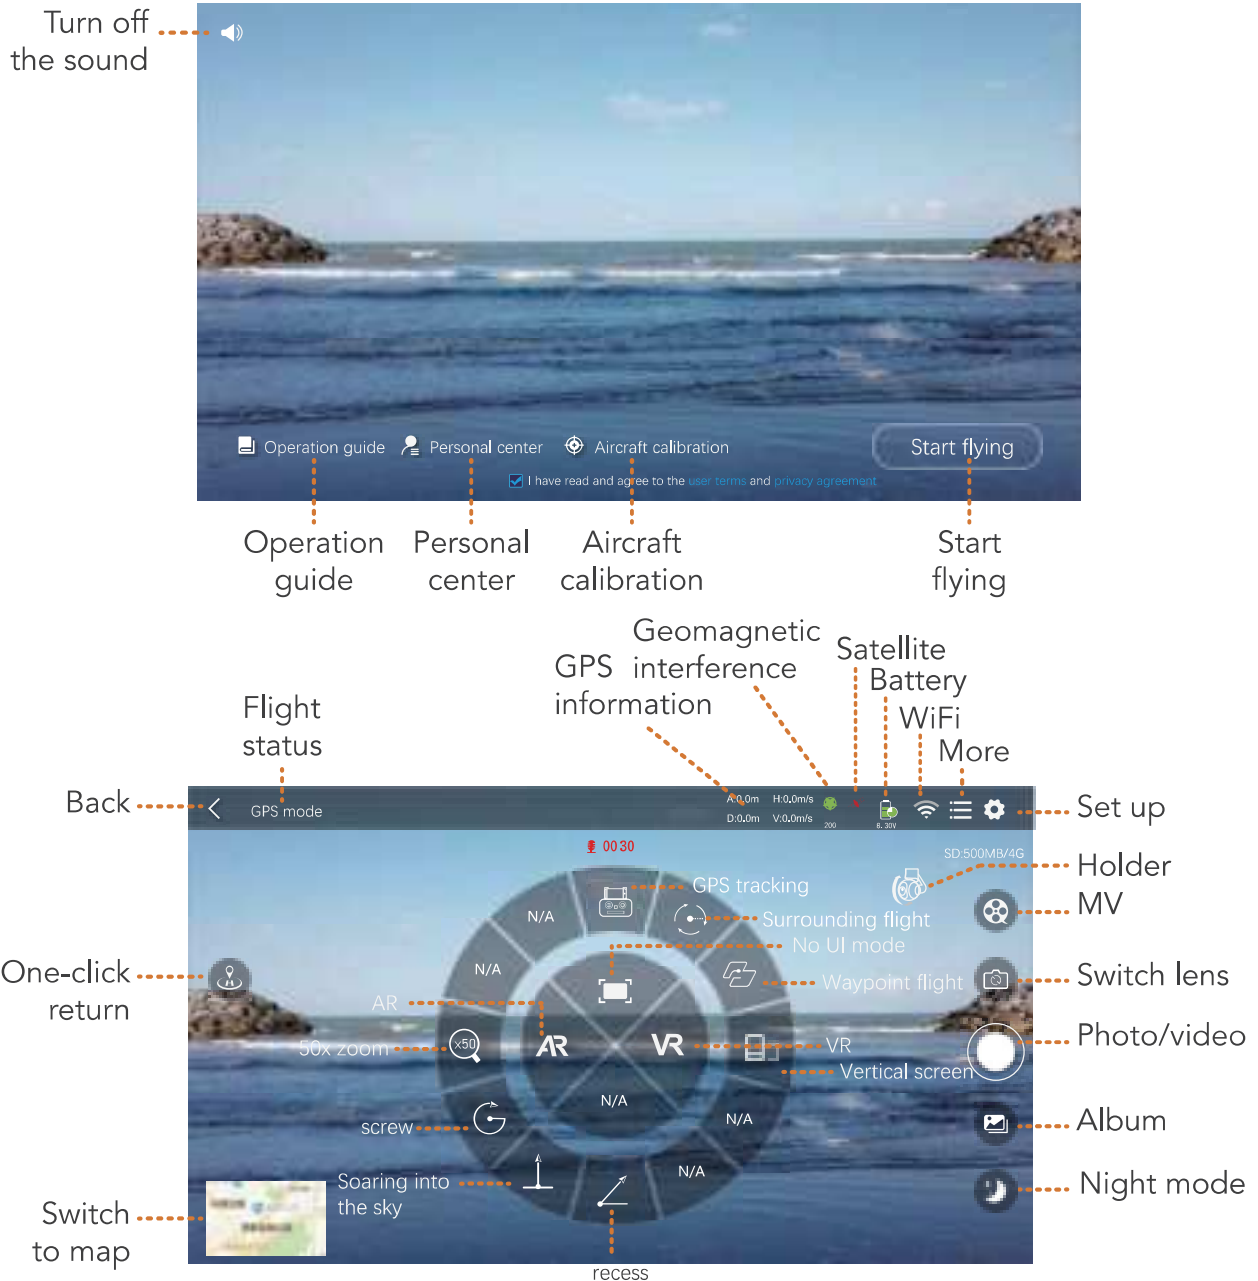 Turn off
the sound
Operation guide
Personal center
Aircraft calibration
Start flying
I have read and agree to the user terms and privacy agreement
Operation
guide
Personal
center
Aircraft
calibration
Start
flying
Flight
status
GPS
information
Geomagnetic
interference
Satellite
Battery
WiFi
More
Back
GPS mode
A:0.0m H:0.0m/s
D:0.0m V:0.0m/s
200
8.30V
Set up
0030
SD:500MB/4G
Holder
MV
GPS tracking
N/A
Surrounding flight
No UI mode
N/A
Waypoint flight
Switch lens
One-click
return
AR
50x zoom
x50
AR
VR
VR
Photo/video
Vertical screen
N/A
N/A
screw
Album
N/A
Soaring into
the sky
Night mode
Switch
to map
recess